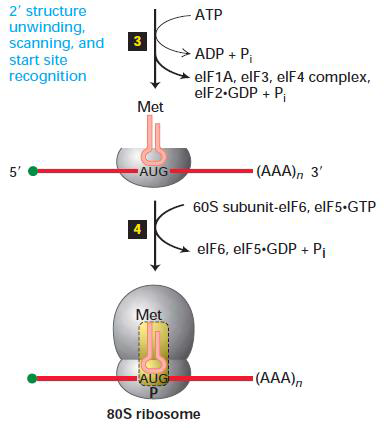 2′ structure
unwinding,
scanning, and
start site
recognition
3
ATP
ADP + Pi
eIF1A, eIF3, eIF4 complex,
eIF2•GDP + Pi
Met
5′
AUG
(AAA)n 3′
4
60S subunit-eIF6, eIF5•GTP
eIF6, eIF5•GDP + Pi
Met
AUG
(AAA)n
P
80S ribosome